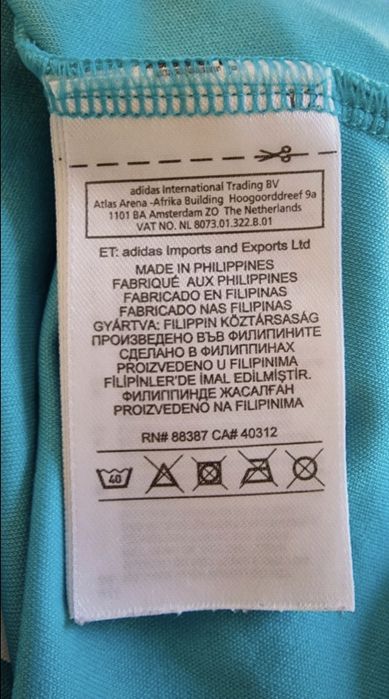 adidas International Trading BV
Atlas Arena -Afrika Building Hoogoorddreef 9a
1101 BA Amsterdam ZO The Netherlands
VAT NO. NL 8073.01.322.B.01
ET: adidas Imports and Exports Ltd
MADE IN PHILIPPINES
FABRIQUÉ AUX PHILIPPINES
FABRICADO EN FILIPINAS
FABRICADO NAS FILIPINAS
GYÁRTVA: FILIPPIN KÖZTÁRSASÁG
ПРОИЗВЕДЕНО ВЪВ ФИЛИПИНИТЕ
СДЕЛАНО В ФИЛИППИНАХ
PROIZVEDENO U FILIPINIMA
FİLİPİNLER'DE İMAL EDİLMİŞTİR.
ФИЛИППИНДЕ ЖАСАЛҒАН
PROIZVEDENO NA FILIPINIMA
RN# 88387 CA# 40312
40